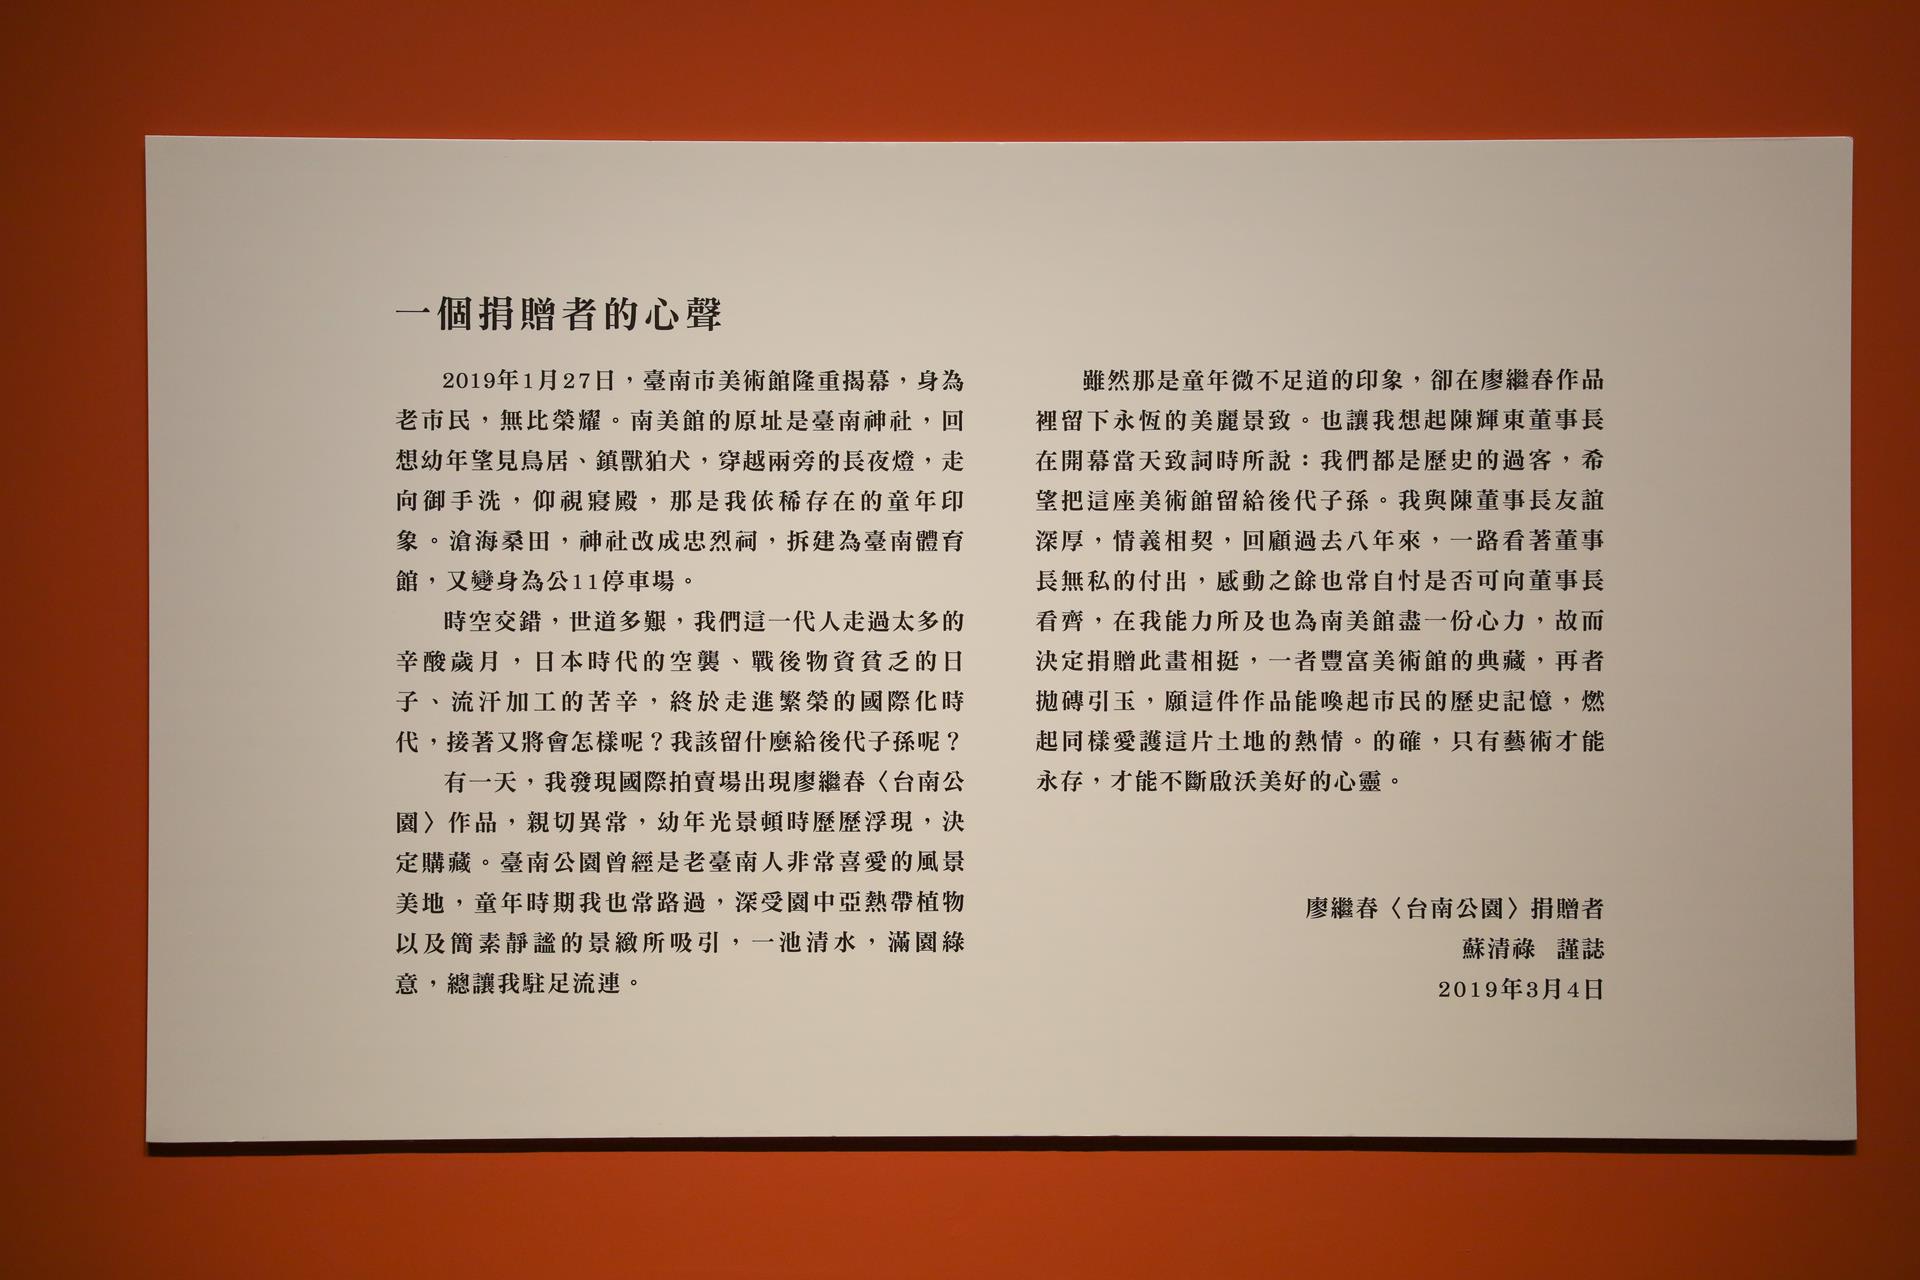 一個捐贈者的心聲
2019年1月27日，臺南市美術館隆重揭幕，身為
老市民，無比榮耀。南美館的原址是臺南神社，回
想幼年望見鳥居、鎮獸狛犬，穿越兩旁的長夜燈，走
向御手洗，仰視寢殿，那是我依稀存在的童年印
象。滄海桑田，神社改成忠烈祠，拆建為臺南體育
館，又變身為公11停車場。
時空交錯，世道多艱，我們這一代人走過太多的
辛酸歲月，日本時代的空襲、戰後物資貧乏的日
子、流汗加工的苦辛，終於走進繁榮的國際化時
代，接著又將會怎樣呢？我該留什麼給後代子孫呢？
有一天，我發現國際拍賣場出現廖繼春〈台南公
園〉作品，親切異常，幼年光景頓時歷歷浮現，決
定購藏。臺南公園曾經是老臺南人非常喜愛的風景
美地，童年時期我也常路過，深受園中亞熱帶植物
以及簡素靜謐的景緻所吸引，一池清水，滿園綠
意，總讓我駐足流連。
雖然那是童年微不足道的印象，卻在廖繼春作品
裡留下永恆的美麗景致。也讓我想起陳輝東董事長
在開幕當天致詞時所說：我們都是歷史的過客，希
望把這座美術館留給後代子孫。我與陳董事長友誼
深厚，情義相契，回顧過去八年來，一路看著董事
長無私的付出，感動之餘也常自忖是否可向董事長
看齊，在我能力所及也為南美館盡一份心力，故而
決定捐贈此畫相挺，一者豐富美術館的典藏，再者
拋磚引玉，願這件作品能喚起市民的歷史記憶，燃
起同樣愛護這片土地的熱情。的確，只有藝術才能
永存，才能不斷啟沃美好的心靈。
廖繼春〈台南公園〉捐贈者
蘇清祿 謹誌
2019年3月4日